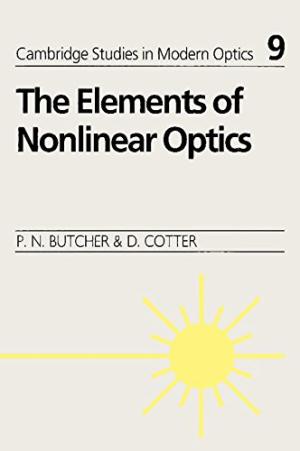 Cambridge Studies in Modern Optics 9
The Elements of
Nonlinear Optics
P. N. BUTCHER & D. COTTER